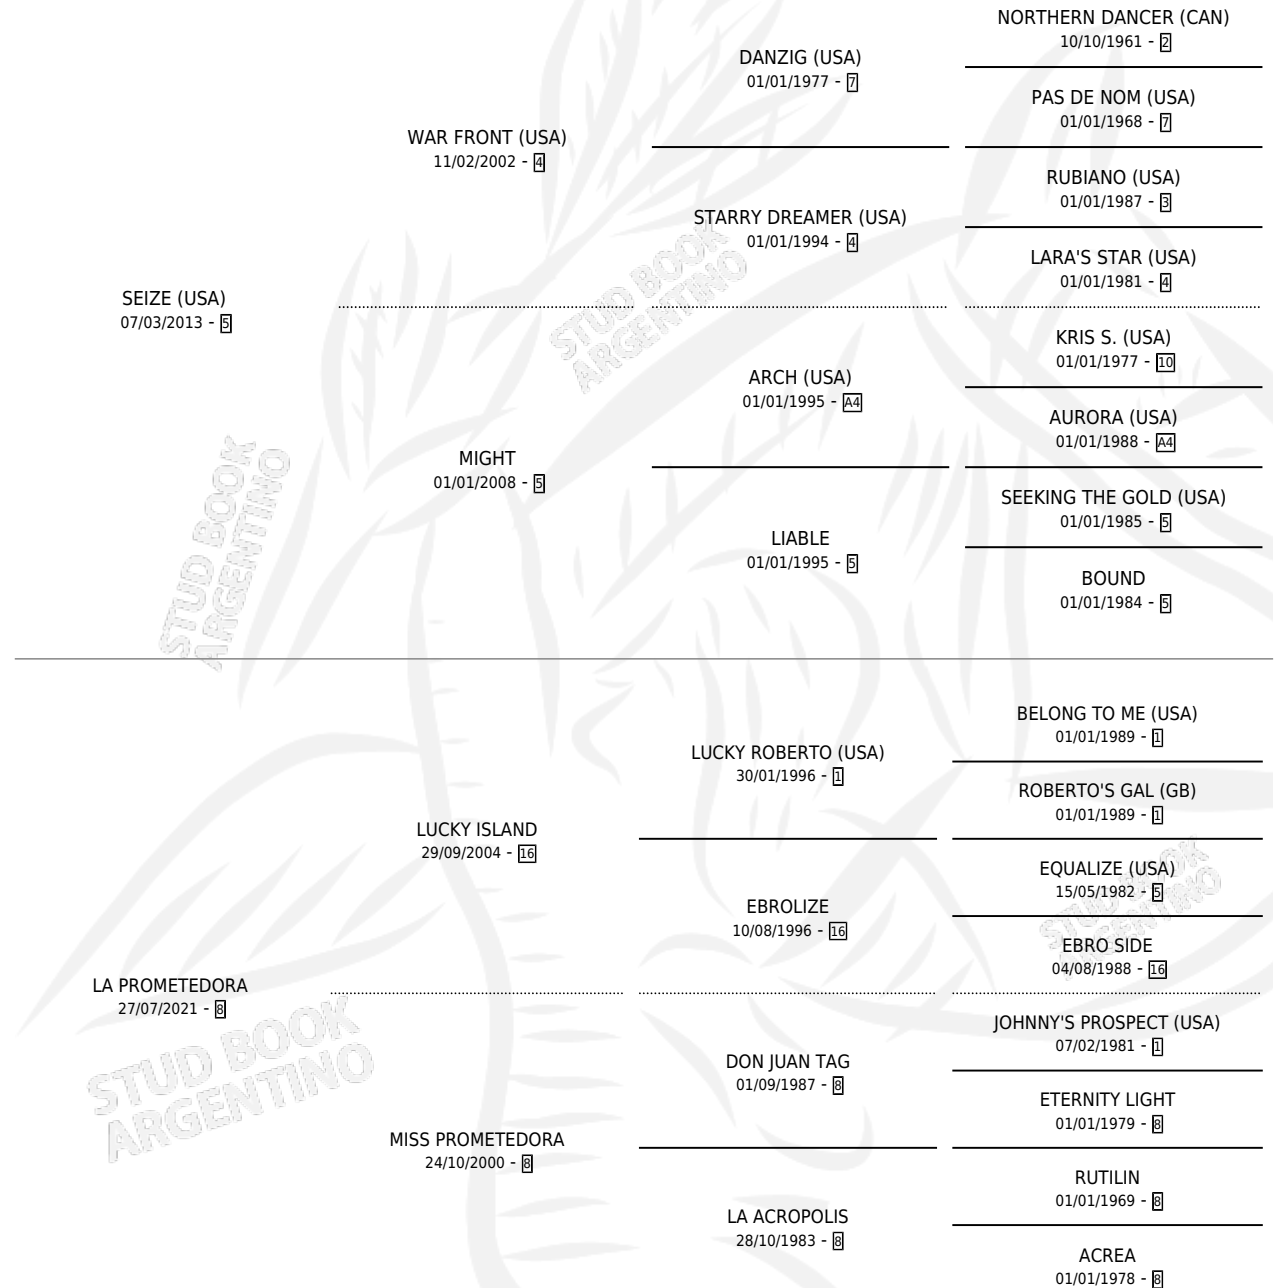 NORTHERN DANCER (CAN)
10/10/1961 - 2
DANZIG (USA)
01/01/1977 - 7
PAS DE NOM (USA)
01/01/1968 - 7
WAR FRONT (USA)
11/02/2002 - 4
RUBIANO (USA)
01/01/1987 - 3
STARRY DREAMER (USA)
01/01/1994 - 4
LARA'S STAR (USA)
01/01/1981 - 4
SEIZE (USA)
07/03/2013 - 5
STUD BOOK
ARGENTINO
KRIS S. (USA)
01/01/1977 - 10
ARCH (USA)
01/01/1995 - A4
AURORA (USA)
01/01/1988 - A4
MIGHT
01/01/2008 - 5
SEEKING THE GOLD (USA)
01/01/1985 - 5
LIABLE
01/01/1995 - 5
BOUND
01/01/1984 - 5
STUD BOOK
ARGENTINO
BELONG TO ME (USA)
01/01/1989 - 1
LUCKY ROBERTO (USA)
30/01/1996 - 1
ROBERTO'S GAL (GB)
01/01/1989 - 1
LUCKY ISLAND
29/09/2004 - 16
EQUALIZE (USA)
15/05/1982 - 5
EBROLIZE
10/08/1996 - 16
EBRO SIDE
04/08/1988 - 16
STUD BOOK
ARGENTINO
LA PROMETEDORA
27/07/2021 - 8
STUD BOOK
ARGENTINO
JOHNNY'S PROSPECT (USA)
07/02/1981 - 1
DON JUAN TAG
01/09/1987 - 8
ETERNITY LIGHT
01/01/1979 - 8
MISS PROMETEDORA
24/10/2000 - 8
RUTILIN
01/01/1969 - 8
LA ACROPOLIS
28/10/1983 - 8
ACREA
01/01/1978 - 8